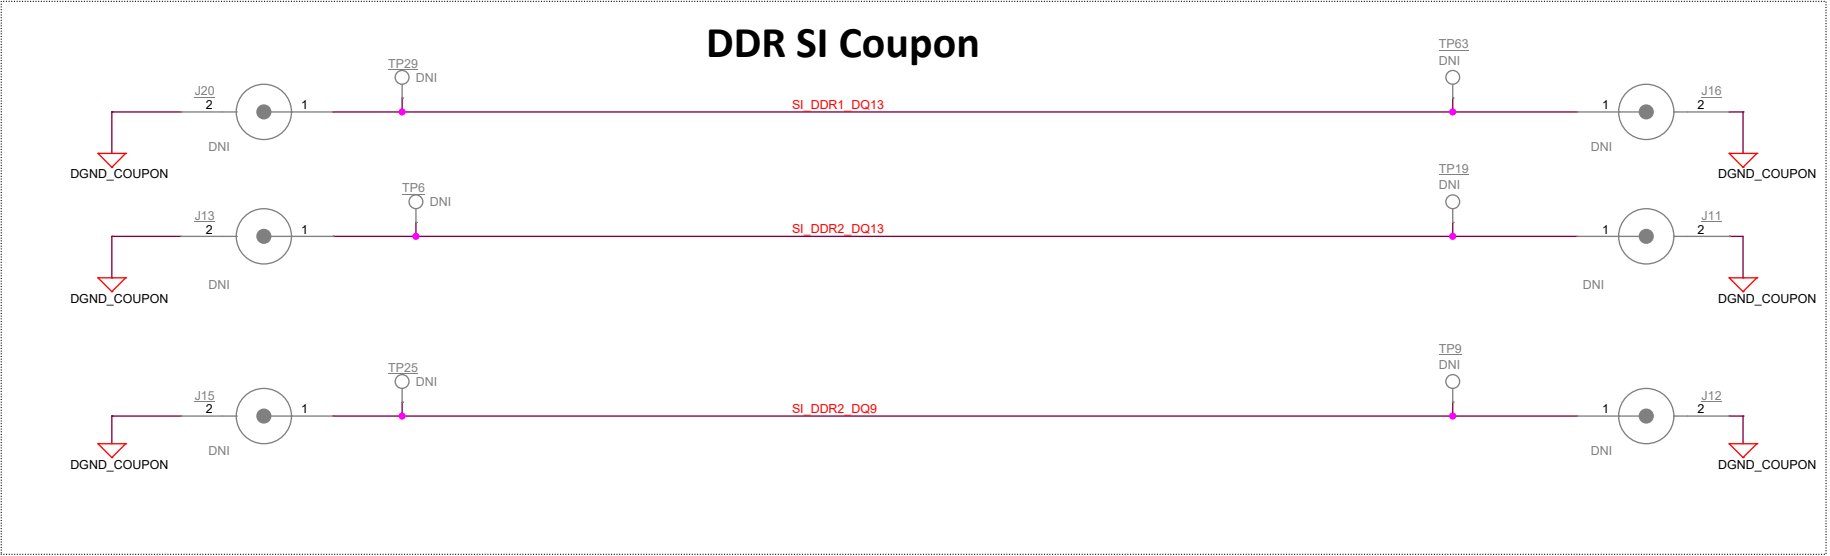 DDR SI Coupon
TP29
DNI
TP63
DNI
J20
2
1
SI_DDR1_DQ13
1
J16
2
DNI
DNI
DGND_COUPON
DGND_COUPON
TP6
DNI
TP19
DNI
J13
2
1
SI_DDR2_DQ13
1
J11
2
DNI
DNI
DGND_COUPON
DGND_COUPON
TP25
DNI
TP9
DNI
J15
2
1
SI_DDR2_DQ9
1
J12
2
DNI
DNI
DGND_COUPON
DGND_COUPON